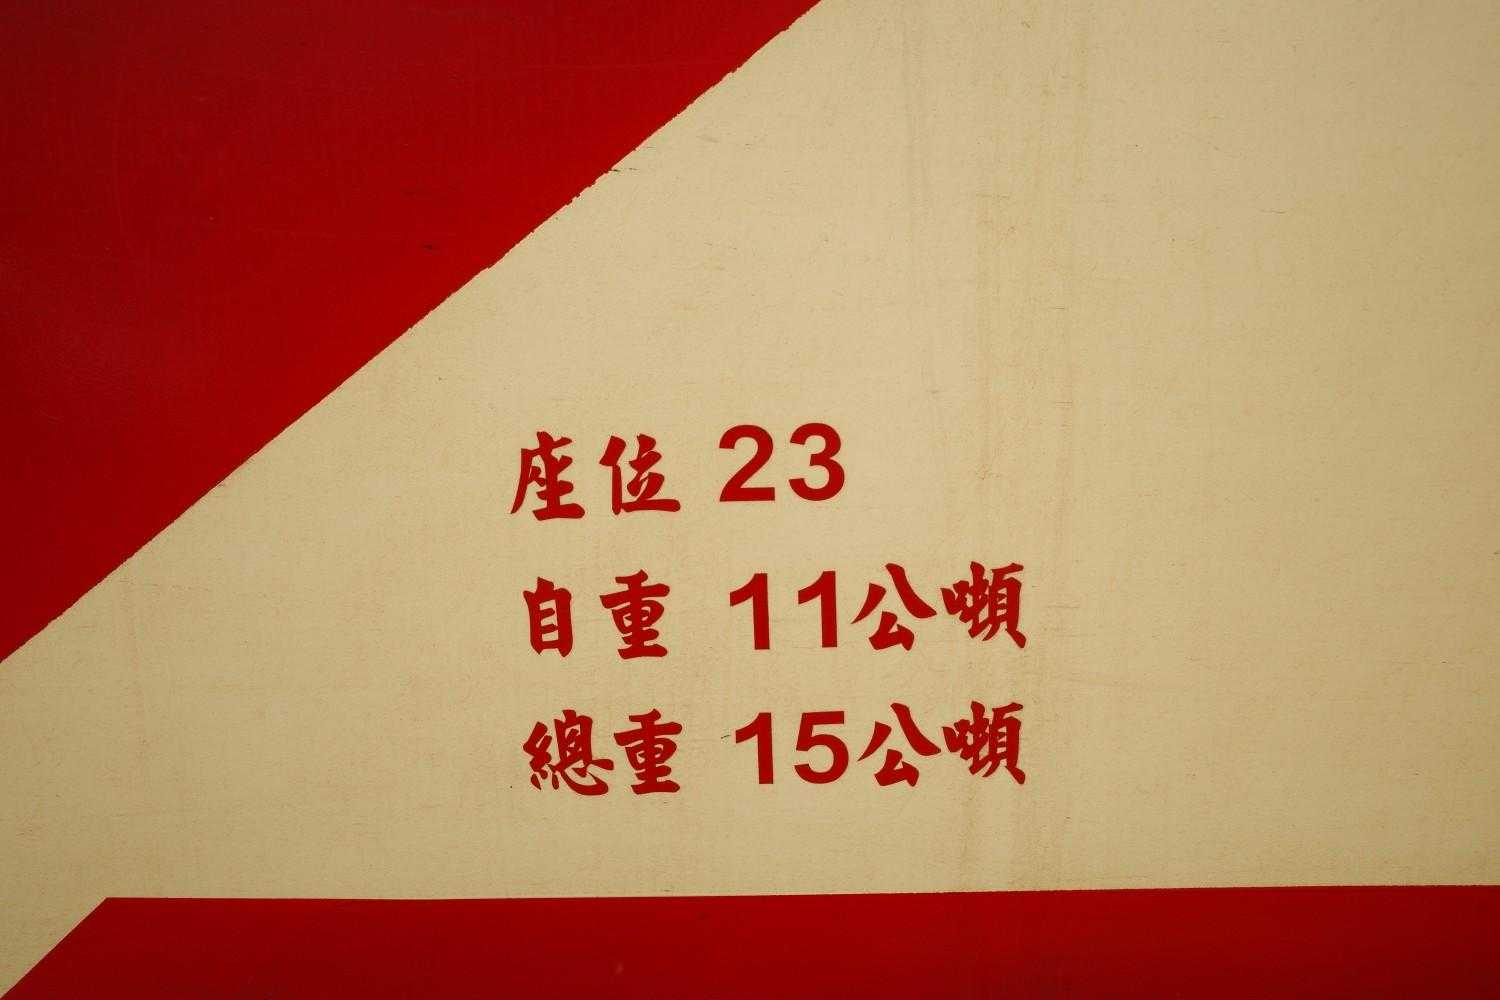 座位 23
自重 11公噸
總重 15公噸